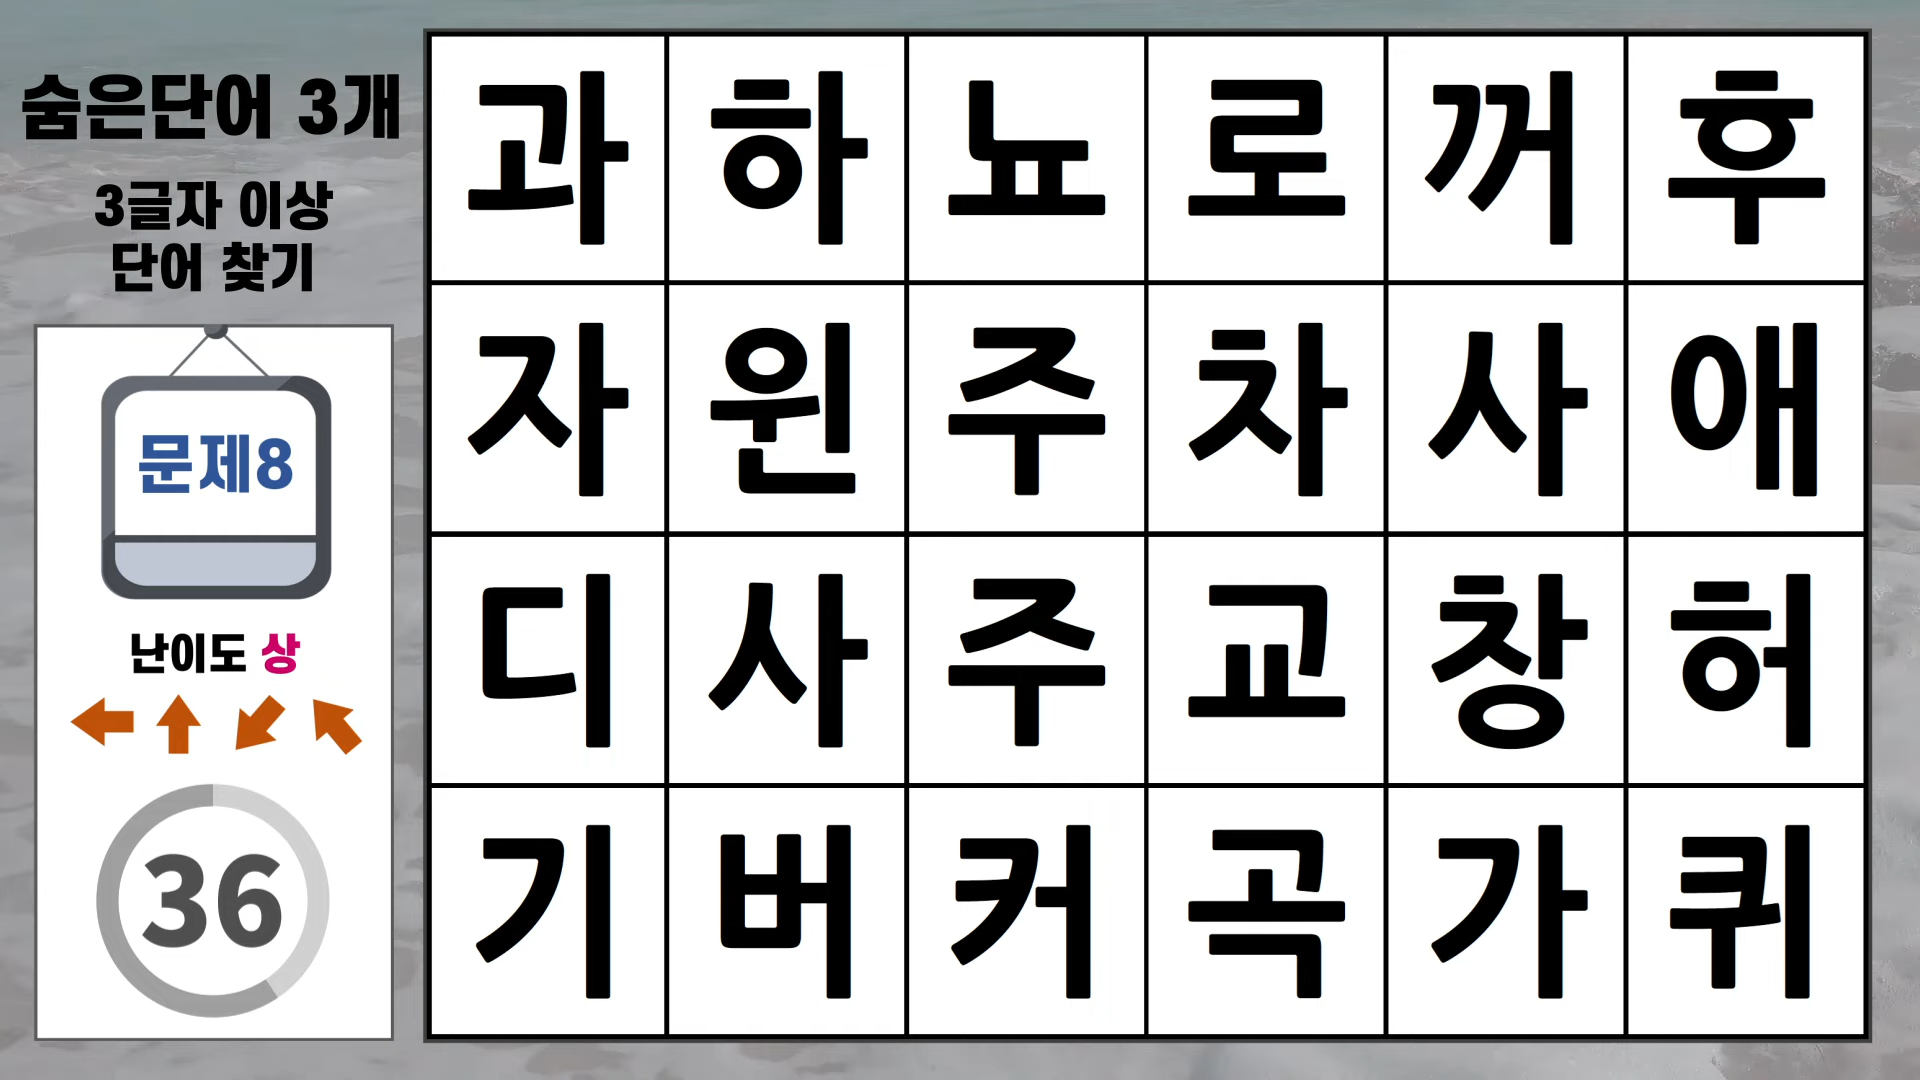 숨은단어 3개
3글자 이상
단어 찾기
문제8
난이도 상
36
과 하 뇨 로 꺼 후
자 원 주 차 사 애
디 사 주 교 창 허
기 버 커 곡 가 퀴